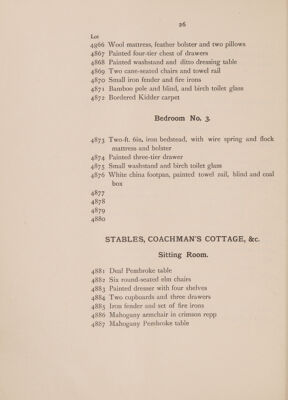 26
Lot
4866 Wool mattress, feather bolster and two pillows
4867 Painted four-tier chest of drawers
4868 Painted washstand and ditto dressing table
4869 Two cane-seated chairs and towel rail
4870 Small iron fender and fire irons
4871 Bamboo pole and blind, and birch toilet glass
4872 Bordered Kidder carpet
Bedroom No. 3.
4873 Two-ft. 6in. iron bedstead, with wire spring and flock
mattress and bolster
4874 Painted three-tier drawer
4875 Small washstand and birch toilet glass
4876 White china footpan, painted towel rail, blind and coal
box
4877
4878
4879
4880
STABLES, COACHMAN'S COTTAGE, &c.
Sitting Room.
4881 Deal Pembroke table
4882 Six round-seated elm chairs
4883 Painted dresser with four shelves
4884 Two cupboards and three drawers
4885 Iron fender and set of fire irons
4886 Mahogany armchair in crimson repp
4887 Mahogany Pembroke table